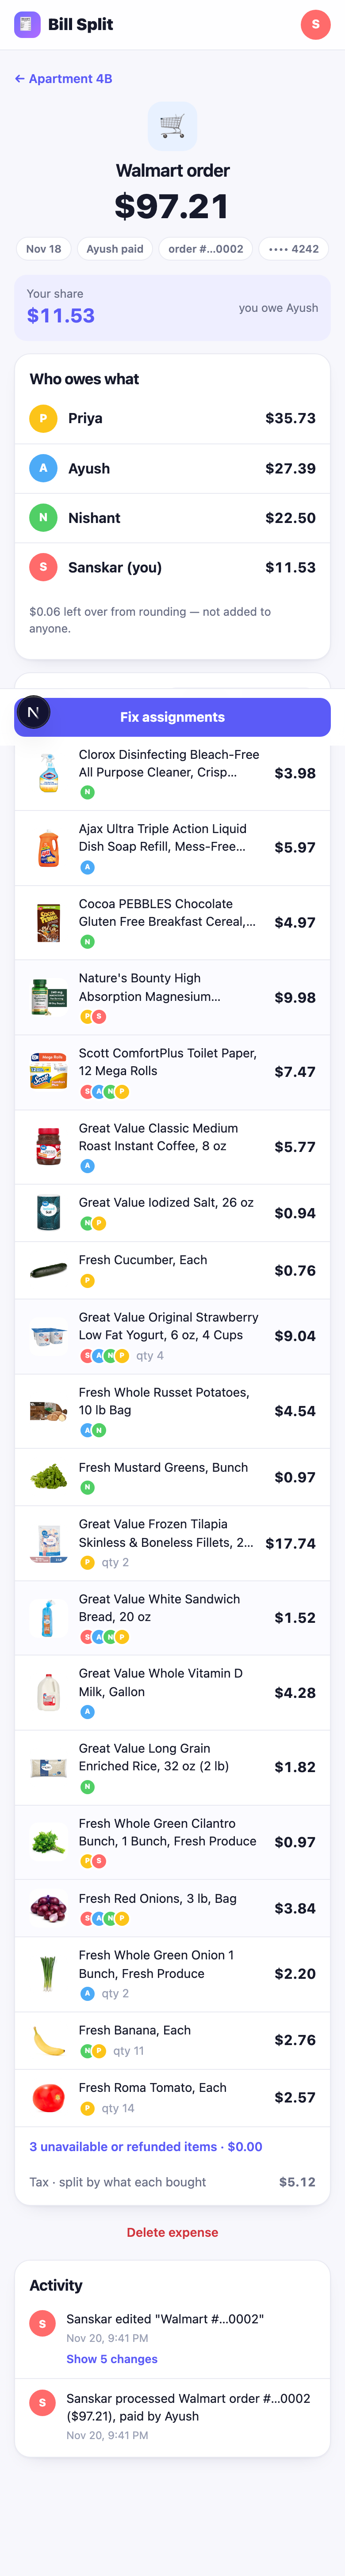 Bill Split
S
← Apartment 4B
Walmart order
$97.21
Nov 18
Ayush paid
order #...0002
•••• 4242
Your share
$11.53
you owe Ayush
Who owes what
P
Priya
$35.73
A
Ayush
$27.39
N
Nishant
$22.50
S
Sanskar (you)
$11.53
$0.06 left over from rounding — not added to
anyone.
N
Fix assignments
Clorox Disinfecting Bleach-Free
All Purpose Cleaner, Crisp...
$3.98
N
Ajax Ultra Triple Action Liquid
Dish Soap Refill, Mess-Free...
$5.97
A
Cocoa PEBBLES Chocolate
Gluten Free Breakfast Cereal,...
$4.97
N
Nature's Bounty High
Absorption Magnesium...
$9.98
P S
Scott ComfortPlus Toilet Paper,
12 Mega Rolls
$7.47
S A N P
Great Value Classic Medium
Roast Instant Coffee, 8 oz
$5.77
A
Great Value Iodized Salt, 26 oz
$0.94
N P
Fresh Cucumber, Each
$0.76
P
Great Value Original Strawberry
Low Fat Yogurt, 6 oz, 4 Cups
$9.04
S A N P qty 4
Fresh Whole Russet Potatoes,
10 lb Bag
$4.54
A N
Fresh Mustard Greens, Bunch
$0.97
N
Great Value Frozen Tilapia
Skinless & Boneless Fillets, 2...
$17.74
P qty 2
Great Value White Sandwich
Bread, 20 oz
$1.52
S A N P
Great Value Whole Vitamin D
Milk, Gallon
$4.28
A
Great Value Long Grain
Enriched Rice, 32 oz (2 lb)
$1.82
N
Fresh Whole Green Cilantro
Bunch, 1 Bunch, Fresh Produce
$0.97
P S
Fresh Red Onions, 3 lb, Bag
$3.84
S A N P
Fresh Whole Green Onion 1
Bunch, Fresh Produce
$2.20
A qty 2
Fresh Banana, Each
$2.76
N P qty 11
Fresh Roma Tomato, Each
$2.57
P qty 14
3 unavailable or refunded items · $0.00
Tax · split by what each bought
$5.12
Delete expense
Activity
S
Sanskar edited "Walmart #...0002"
Nov 20, 9:41 PM
Show 5 changes
S
Sanskar processed Walmart order #...0002
($97.21), paid by Ayush
Nov 20, 9:41 PM